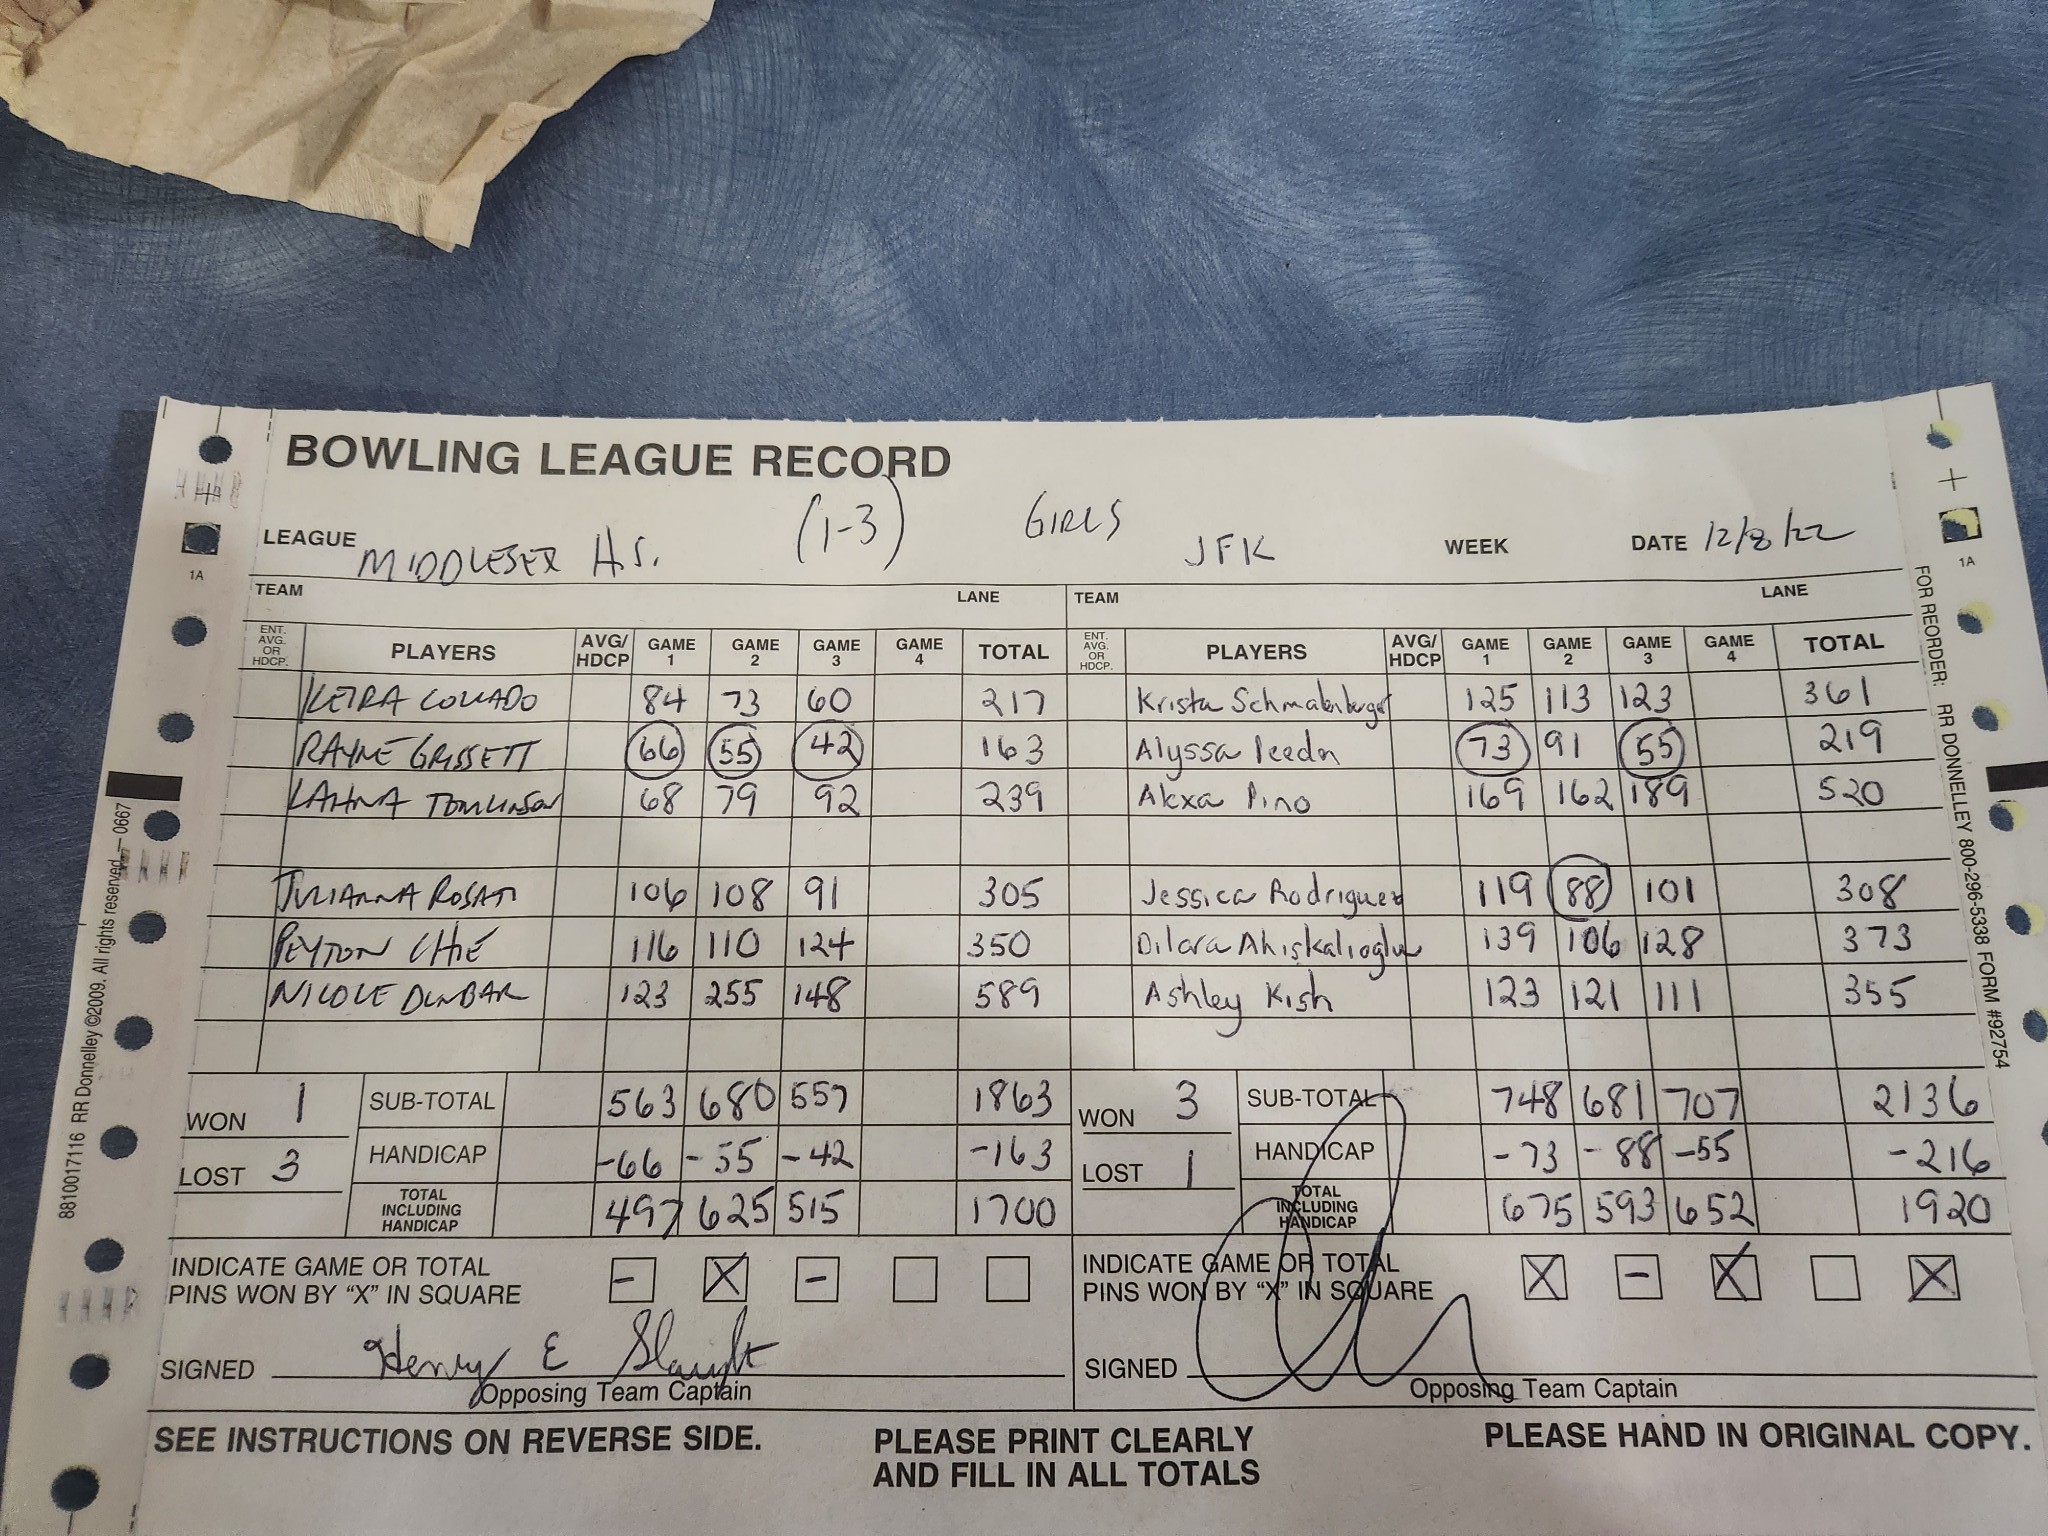 BOWLING LEAGUE RECORD
LEAGUE MIDDLESEX H.S. (1-3) GIRLS JFK WEEK DATE 12/8/22
TEAM LANE TEAM LANE
ENT. AVG. OR HDCP. PLAYERS AVG/HDCP GAME 1 GAME 2 GAME 3 GAME 4 TOTAL ENT. AVG. OR HDCP. PLAYERS AVG/HDCP GAME 1 GAME 2 GAME 3 GAME 4 TOTAL
KEIRA COLLADO 84 73 60 217 Krista Schmalenberger 125 113 123 361
RAYNE GRISSETT 66 55 42 163 Alyssa 73 91 55 219
TOMLINSON 68 79 92 239 Alexa Pino 169 162 189 520
JULIANNA ROSATI 106 108 91 305 Jessica Rodriguez 119 88 101 308
PEYTON CHIE 116 110 124 350 Dilara Ahiskalioglu 139 106 128 373
NICOLE DUNBAR 123 255 148 589 Ashley Kish 123 121 111 355
WON 1 SUB-TOTAL 563 680 557 1863 WON 3 SUB-TOTAL 748 681 707 2136
LOST 3 HANDICAP -66 -55 -42 -163 LOST 1 HANDICAP -73 -88 -55 -216
TOTAL INCLUDING HANDICAP 497 625 515 1700 TOTAL INCLUDING HANDICAP 675 593 652 1920
INDICATE GAME OR TOTAL - X - INDICATE GAME OR TOTAL X - X X
PINS WON BY "X" IN SQUARE PINS WON BY "X" IN SQUARE
SIGNED Henry E Slaught SIGNED
Opposing Team Captain Opposing Team Captain
SEE INSTRUCTIONS ON REVERSE SIDE. PLEASE PRINT CLEARLY PLEASE HAND IN ORIGINAL COPY.
AND FILL IN ALL TOTALS
1A
1A
8810017116 RR Donnelley ©2009. All rights reserved. — 0667
FOR REORDER: RR DONNELLEY 800-296-5338 FORM #92754